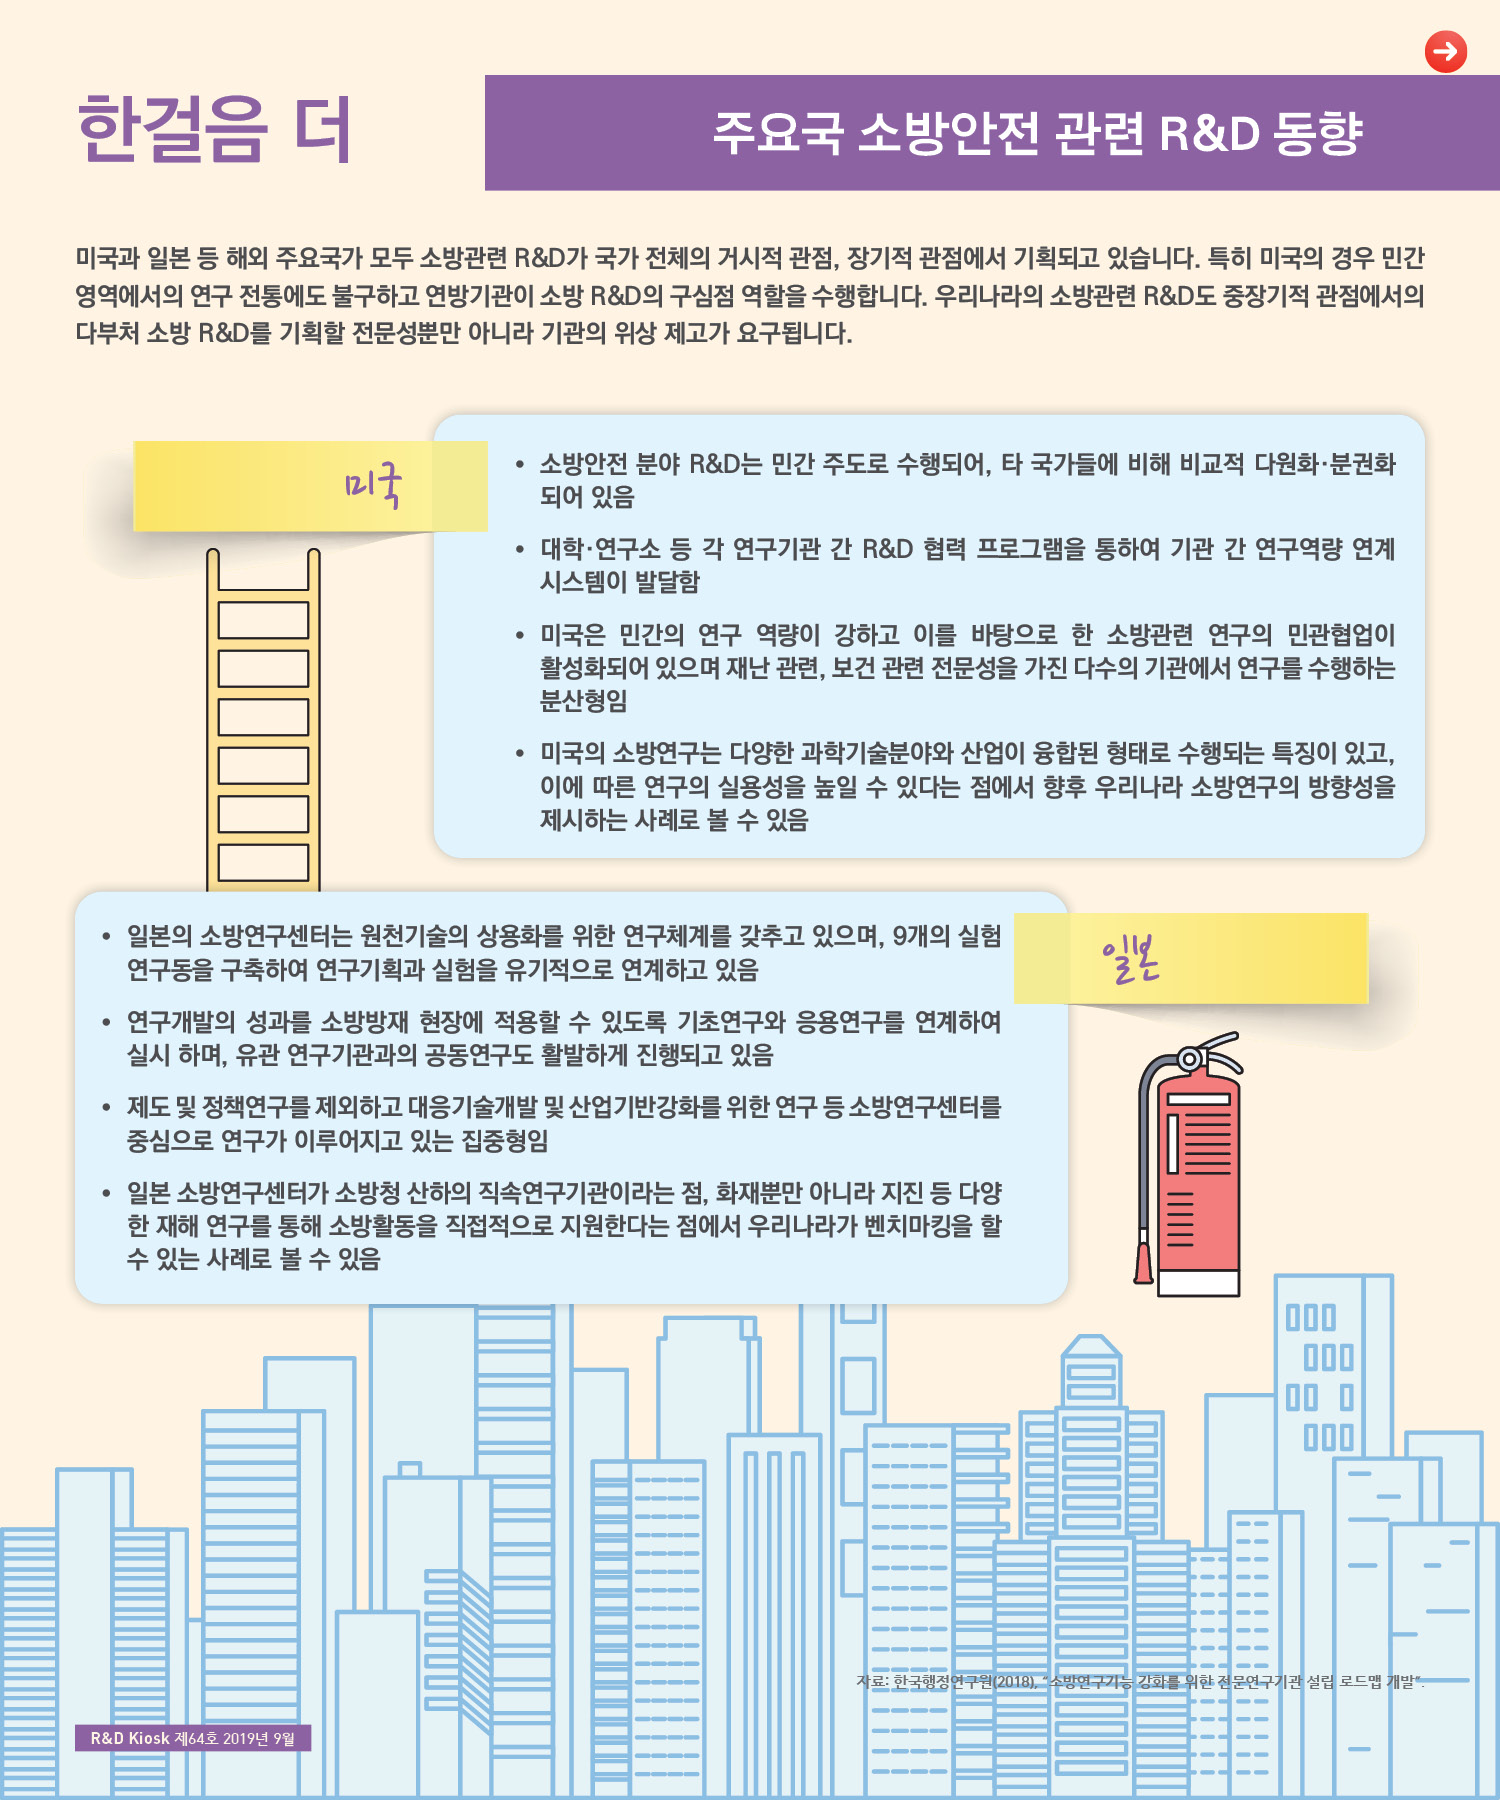 한걸음 더
주요국 소방안전 관련 R&D 동향
미국과 일본 등 해외 주요국가 모두 소방관련 R&D가 국가 전체의 거시적 관점, 장기적 관점에서 기획되고 있습니다. 특히 미국의 경우 민간
영역에서의 연구 전통에도 불구하고 연방기관이 소방 R&D의 구심점 역할을 수행합니다. 우리나라의 소방관련 R&D도 중장기적 관점에서의
다부처 소방 R&D를 기획할 전문성뿐만 아니라 기관의 위상 제고가 요구됩니다.
미국
• 소방안전 분야 R&D는 민간 주도로 수행되어, 타 국가들에 비해 비교적 다원화·분권화
되어 있음
• 대학·연구소 등 각 연구기관 간 R&D 협력 프로그램을 통하여 기관 간 연구역량 연계
시스템이 발달함
• 미국은 민간의 연구 역량이 강하고 이를 바탕으로 한 소방관련 연구의 민관협업이
활성화되어 있으며 재난 관련, 보건 관련 전문성을 가진 다수의 기관에서 연구를 수행하는
분산형임
• 미국의 소방연구는 다양한 과학기술분야와 산업이 융합된 형태로 수행되는 특징이 있고,
이에 따른 연구의 실용성을 높일 수 있다는 점에서 향후 우리나라 소방연구의 방향성을
제시하는 사례로 볼 수 있음
일본
• 일본의 소방연구센터는 원천기술의 상용화를 위한 연구체계를 갖추고 있으며, 9개의 실험
연구동을 구축하여 연구기획과 실험을 유기적으로 연계하고 있음
• 연구개발의 성과를 소방방재 현장에 적용할 수 있도록 기초연구와 응용연구를 연계하여
실시 하며, 유관 연구기관과의 공동연구도 활발하게 진행되고 있음
• 제도 및 정책연구를 제외하고 대응기술개발 및 산업기반강화를 위한 연구 등 소방연구센터를
중심으로 연구가 이루어지고 있는 집중형임
• 일본 소방연구센터가 소방청 산하의 직속연구기관이라는 점, 화재뿐만 아니라 지진 등 다양
한 재해 연구를 통해 소방활동을 직접적으로 지원한다는 점에서 우리나라가 벤치마킹을 할
수 있는 사례로 볼 수 있음
자료: 한국행정연구원(2018), “소방연구기능 강화를 위한 전문연구기관 설립 로드맵 개발”.
R&D Kiosk 제64호 2019년 9월